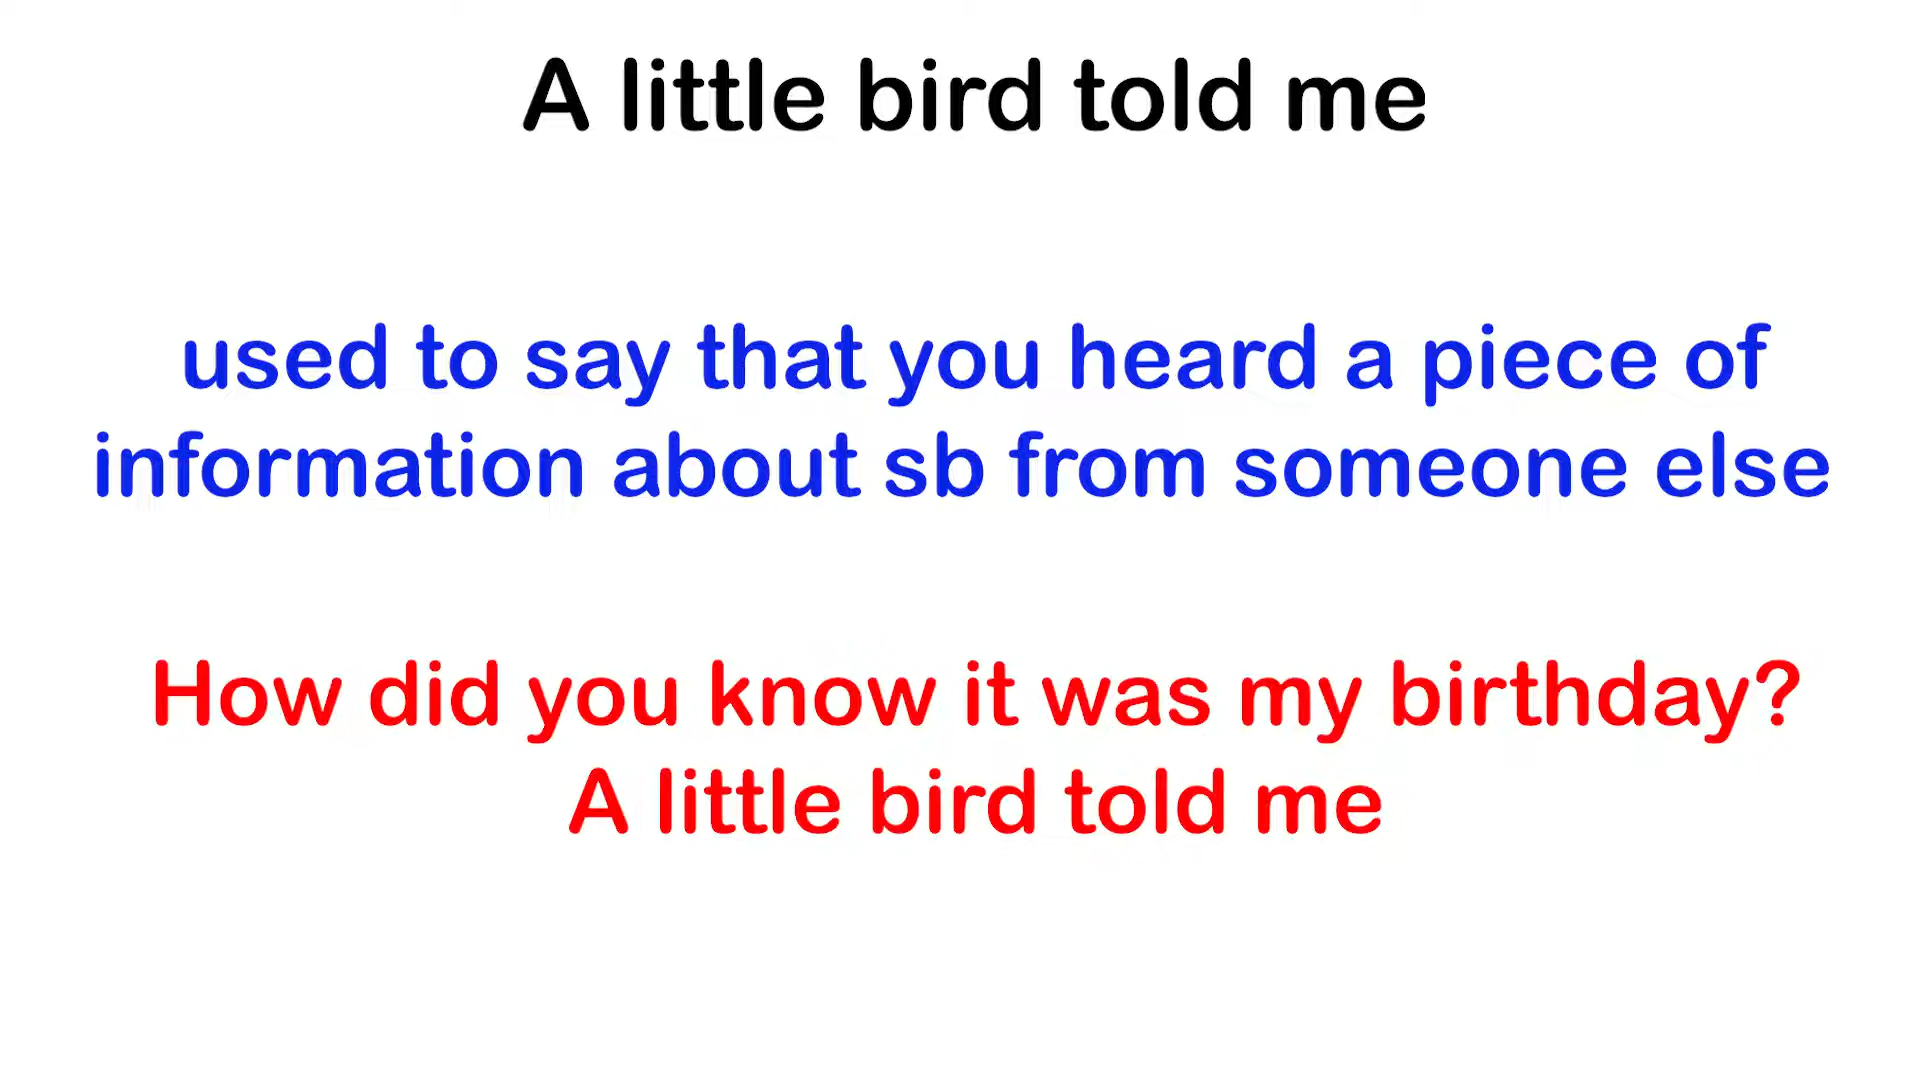 A little bird told me
used to say that you heard a piece of
information about sb from someone else
How did you know it was my birthday?
A little bird told me